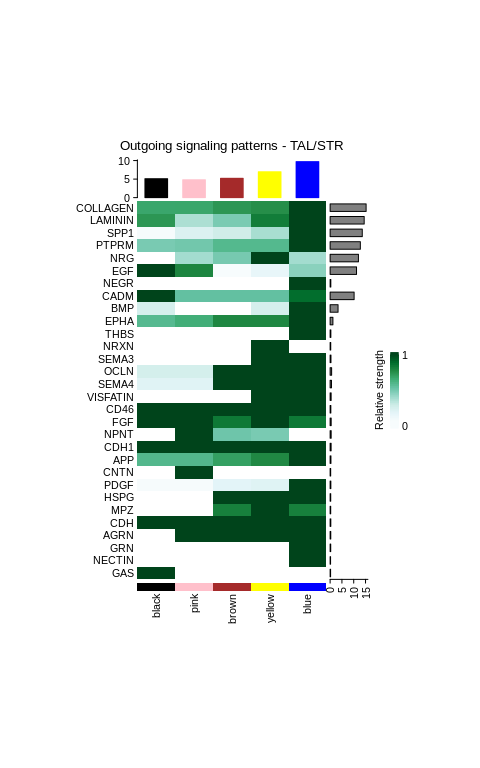 Outgoing signaling patterns - TAL/STR
10
5
0
COLLAGEN
LAMININ
SPP1
PTPRM
NRG
EGF
NEGR
CADM
BMP
EPHA
THBS
NRXN
SEMA3
OCLN
SEMA4
VISFATIN
CD46
FGF
NPNT
CDH1
APP
CNTN
PDGF
HSPG
MPZ
CDH
AGRN
GRN
NECTIN
GAS
black
pink
brown
yellow
blue
0
5
10
15
Relative strength
1
0